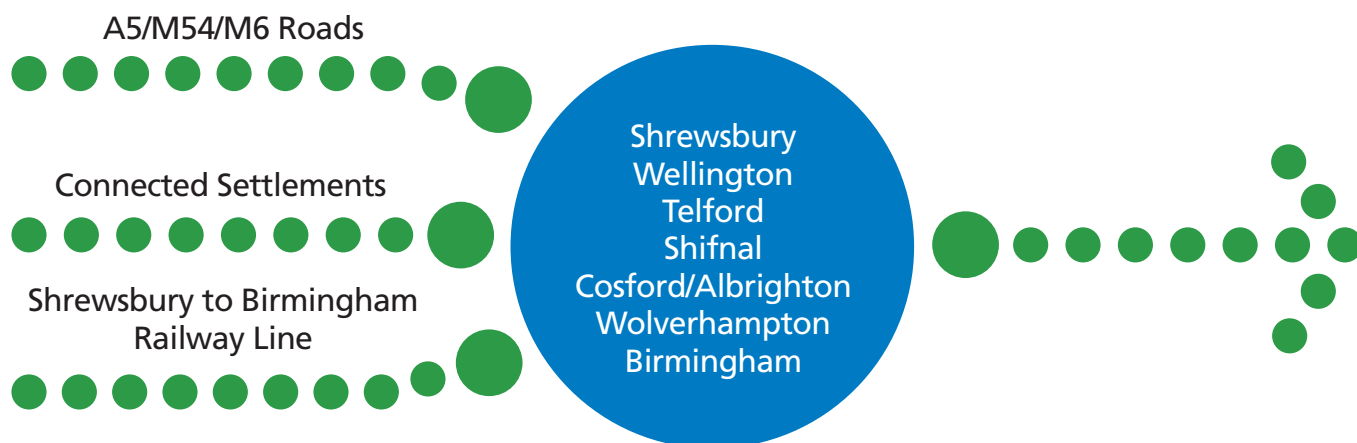 A5/M54/M6 Roads
Connected Settlements
Shrewsbury to Birmingham
Railway Line
Shrewsbury
Wellington
Telford
Shifnal
Cosford/Albrighton
Wolverhampton
Birmingham